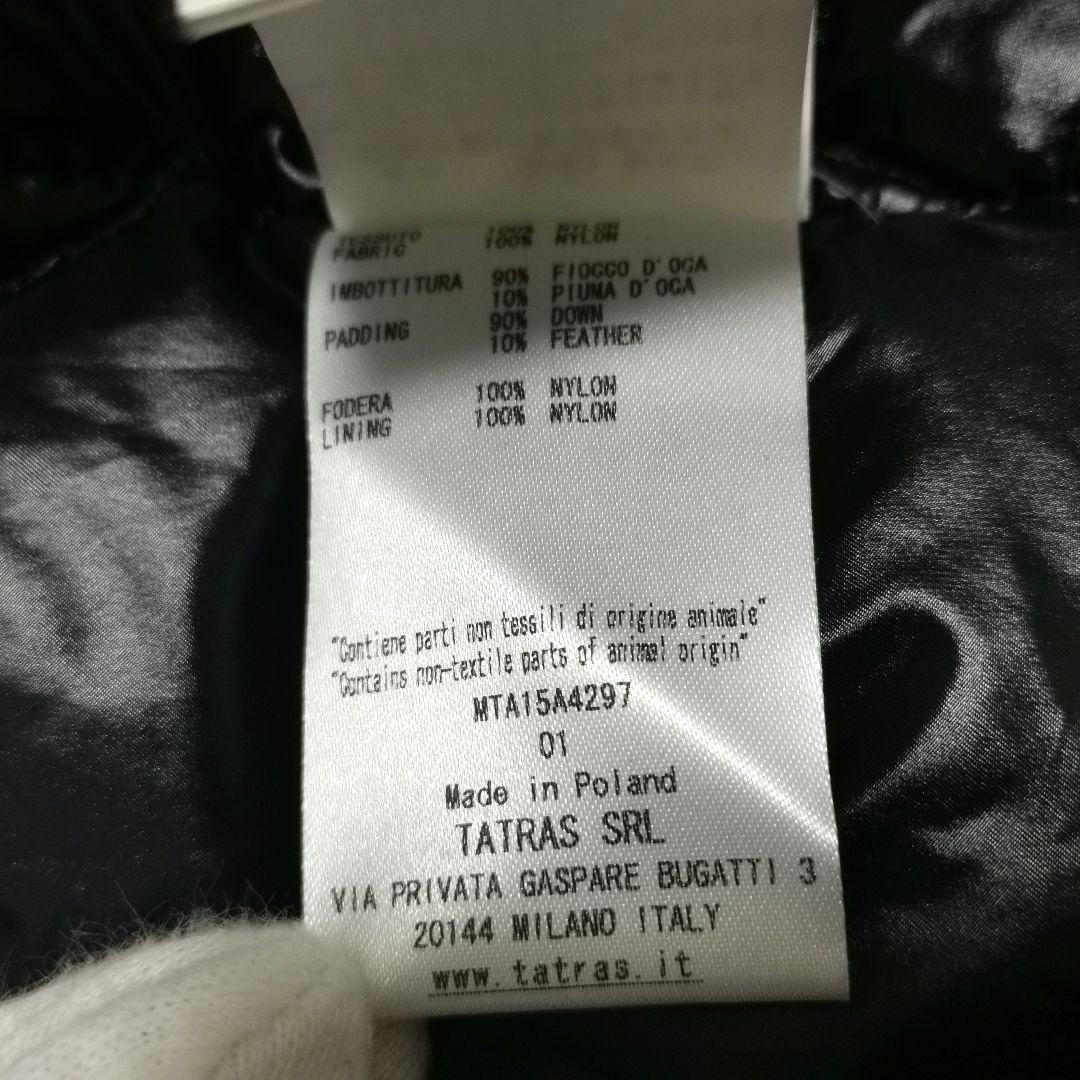 TESSUTO 100% NYLON
FABRIC 100% NYLON
IMBOTTITURA 90% FIOCCO D'OCA
10% PIUMA D'OCA
PADDING 90% DOWN
10% FEATHER
FODERA 100% NYLON
LINING 100% NYLON
"Contiene parti non tessili di origine animale"
"Contains non-textile parts of animal origin"
MTA15A4297
01
Made in Poland
TATRAS SRL
VIA PRIVATA GASPARE BUGATTI 3
20144 MILANO ITALY
www.tatras.it